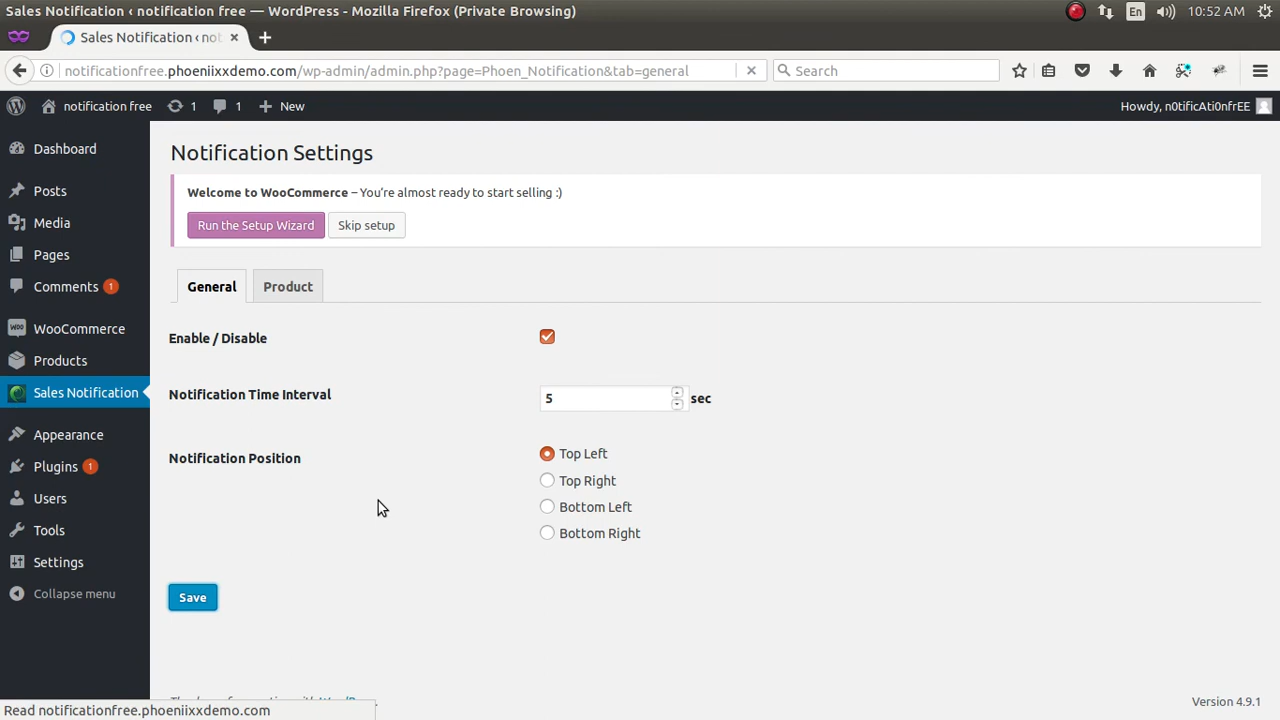 Sales Notification ‹ notification free — WordPress - Mozilla Firefox (Private Browsing)
En
10:52 AM
Sales Notification ‹ not
notificationfree.phoeniixxdemo.com/wp-admin/admin.php?page=Phoen_Notification&tab=general
Search
notification free
1
1
New
Howdy, n0tificAti0nfrEE
Dashboard
Posts
Media
Pages
Comments 1
WooCommerce
Products
Sales Notification
Appearance
Plugins 1
Users
Tools
Settings
Collapse menu
Notification Settings
Welcome to WooCommerce – You're almost ready to start selling :)
Run the Setup Wizard
Skip setup
General
Product
Enable / Disable
Notification Time Interval
5
sec
Notification Position
Top Left
Top Right
Bottom Left
Bottom Right
Save
Version 4.9.1
Read notificationfree.phoeniixxdemo.com